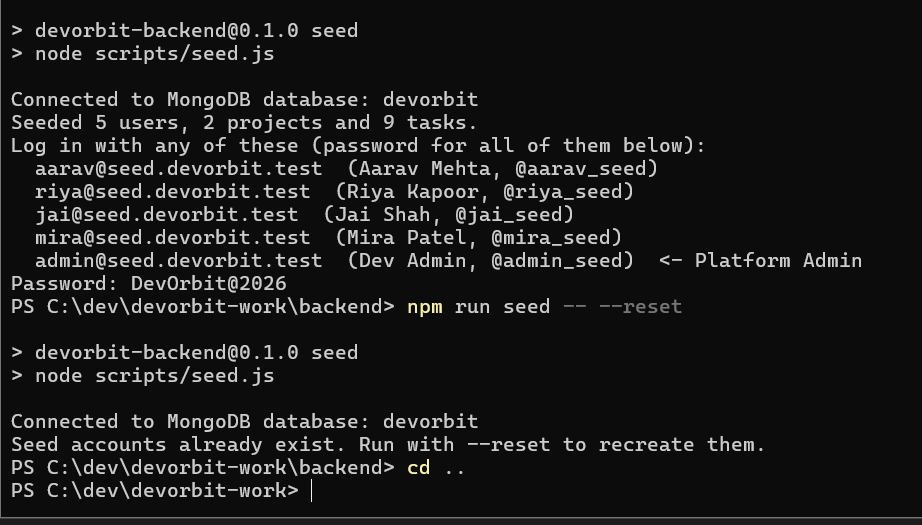 > devorbit-backend@0.1.0 seed
> node scripts/seed.js
Connected to MongoDB database: devorbit
Seeded 5 users, 2 projects and 9 tasks.
Log in with any of these (password for all of them below):
  aarav@seed.devorbit.test  (Aarav Mehta, @aarav_seed)
  riya@seed.devorbit.test  (Riya Kapoor, @riya_seed)
  jai@seed.devorbit.test  (Jai Shah, @jai_seed)
  mira@seed.devorbit.test  (Mira Patel, @mira_seed)
  admin@seed.devorbit.test  (Dev Admin, @admin_seed)  <- Platform Admin
Password: DevOrbit@2026
PS C:\dev\devorbit-work\backend> npm run seed -- --reset
> devorbit-backend@0.1.0 seed
> node scripts/seed.js
Connected to MongoDB database: devorbit
Seed accounts already exist. Run with --reset to recreate them.
PS C:\dev\devorbit-work\backend> cd ..
PS C:\dev\devorbit-work>